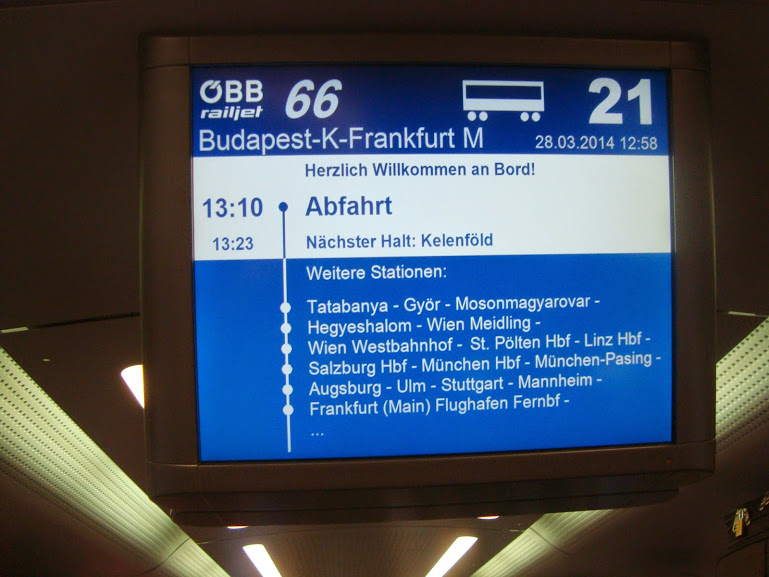 ÖBB railjet 66 21
Budapest-K-Frankfurt M 28.03.2014 12:58
Herzlich Willkommen an Bord!
13:10 Abfahrt
13:23 Nächster Halt: Kelenföld
Weitere Stationen:
Tatabanya - Györ - Mosonmagyarovar -
Hegyeshalom - Wien Meidling -
Wien Westbahnhof - St. Pölten Hbf - Linz Hbf -
Salzburg Hbf - München Hbf - München-Pasing -
Augsburg - Ulm - Stuttgart - Mannheim -
Frankfurt (Main) Flughafen Fernbf -
...